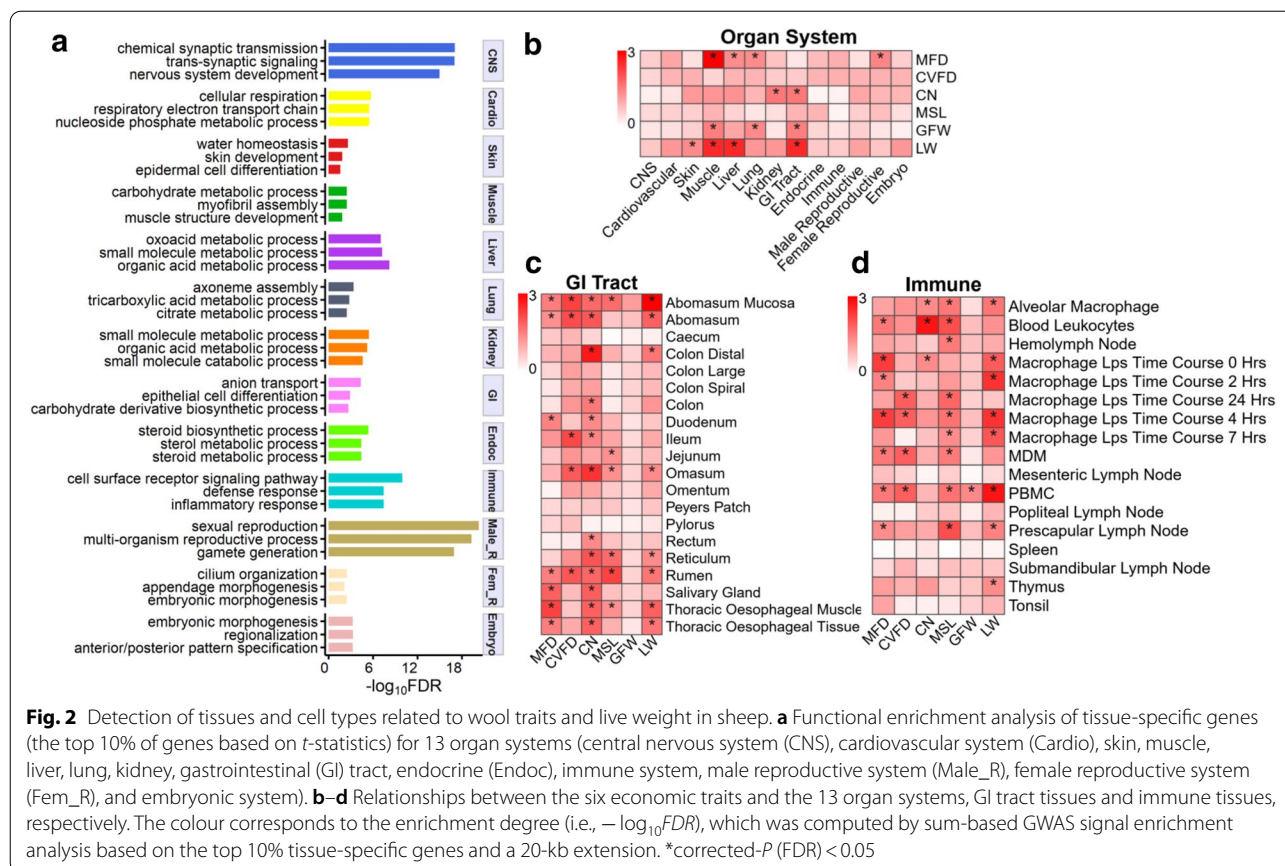 a
chemical synaptic transmission
trans-synaptic signaling
nervous system development
CNS
cellular respiration
respiratory electron transport chain
nucleoside phosphate metabolic process
Cardio
water homeostasis
skin development
epidermal cell differentiation
Skin
carbohydrate metabolic process
myofibril assembly
muscle structure development
Muscle
oxoacid metabolic process
small molecule metabolic process
organic acid metabolic process
Liver
axoneme assembly
tricarboxylic acid metabolic process
citrate metabolic process
Lung
small molecule metabolic process
organic acid metabolic process
small molecule catabolic process
Kidney
anion transport
epithelial cell differentiation
carbohydrate derivative biosynthetic process
GI
steroid biosynthetic process
sterol metabolic process
steroid metabolic process
Endoc
cell surface receptor signaling pathway
defense response
inflammatory response
Immune
sexual reproduction
multi-organism reproductive process
gamete generation
Male_R
cilium organization
appendage morphogenesis
embryonic morphogenesis
Fem_R
embryonic morphogenesis
regionalization
anterior/posterior pattern specification
Embryo
0 6 12 18
-log10FDR
b
Organ System
3
0
* * * * MFD
CVFD
* * CN
MSL
* * * GFW
* * * * LW
CNS
Cardiovascular
Skin
Muscle
Liver
Lung
Kidney
GI Tract
Endocrine
Immune
Male Reproductive
Female Reproductive
Embryo
c
GI Tract
3
0
* * * * * Abomasum Mucosa
* * * * Abomasum
Caecum
* * Colon Distal
Colon Large
Colon Spiral
* Colon
* * Duodenum
* * Ileum
* Jejunum
* * * * Omasum
Omentum
Peyers Patch
Pylorus
* Rectum
* * * Reticulum
* * * * * Rumen
* * Salivary Gland
* * * * Thoracic Oesophageal Muscle
* * * Thoracic Oesophageal Tissue
MFD
CVFD
CN
MSL
GFW
LW
d
Immune
3
0
* * * Alveolar Macrophage
* * * Blood Leukocytes
* Hemolymph Node
* * * Macrophage Lps Time Course 0 Hrs
* * Macrophage Lps Time Course 2 Hrs
* * Macrophage Lps Time Course 24 Hrs
* * * * Macrophage Lps Time Course 4 Hrs
* * Macrophage Lps Time Course 7 Hrs
* * * MDM
Mesenteric Lymph Node
* * * * * PBMC
Popliteal Lymph Node
* * * Prescapular Lymph Node
Spleen
Submandibular Lymph Node
* Thymus
Tonsil
MFD
CVFD
CN
MSL
GFW
LW
Fig. 2 Detection of tissues and cell types related to wool traits and live weight in sheep. a Functional enrichment analysis of tissue-specific genes
(the top 10% of genes based on t-statistics) for 13 organ systems (central nervous system (CNS), cardiovascular system (Cardio), skin, muscle,
liver, lung, kidney, gastrointestinal (GI) tract, endocrine (Endoc), immune system, male reproductive system (Male_R), female reproductive system
(Fem_R), and embryonic system). b–d Relationships between the six economic traits and the 13 organ systems, GI tract tissues and immune tissues,
respectively. The colour corresponds to the enrichment degree (i.e., − log10FDR), which was computed by sum-based GWAS signal enrichment
analysis based on the top 10% tissue-specific genes and a 20-kb extension. *corrected-P (FDR) < 0.05